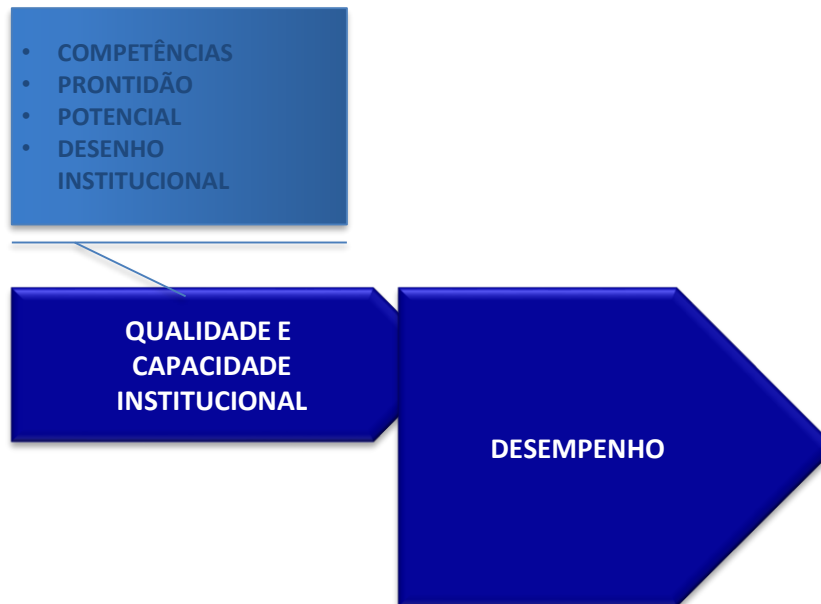 • COMPETÊNCIAS
• PRONTIDÃO
• POTENCIAL
• DESENHO
INSTITUCIONAL
QUALIDADE E
CAPACIDADE
INSTITUCIONAL
DESEMPENHO